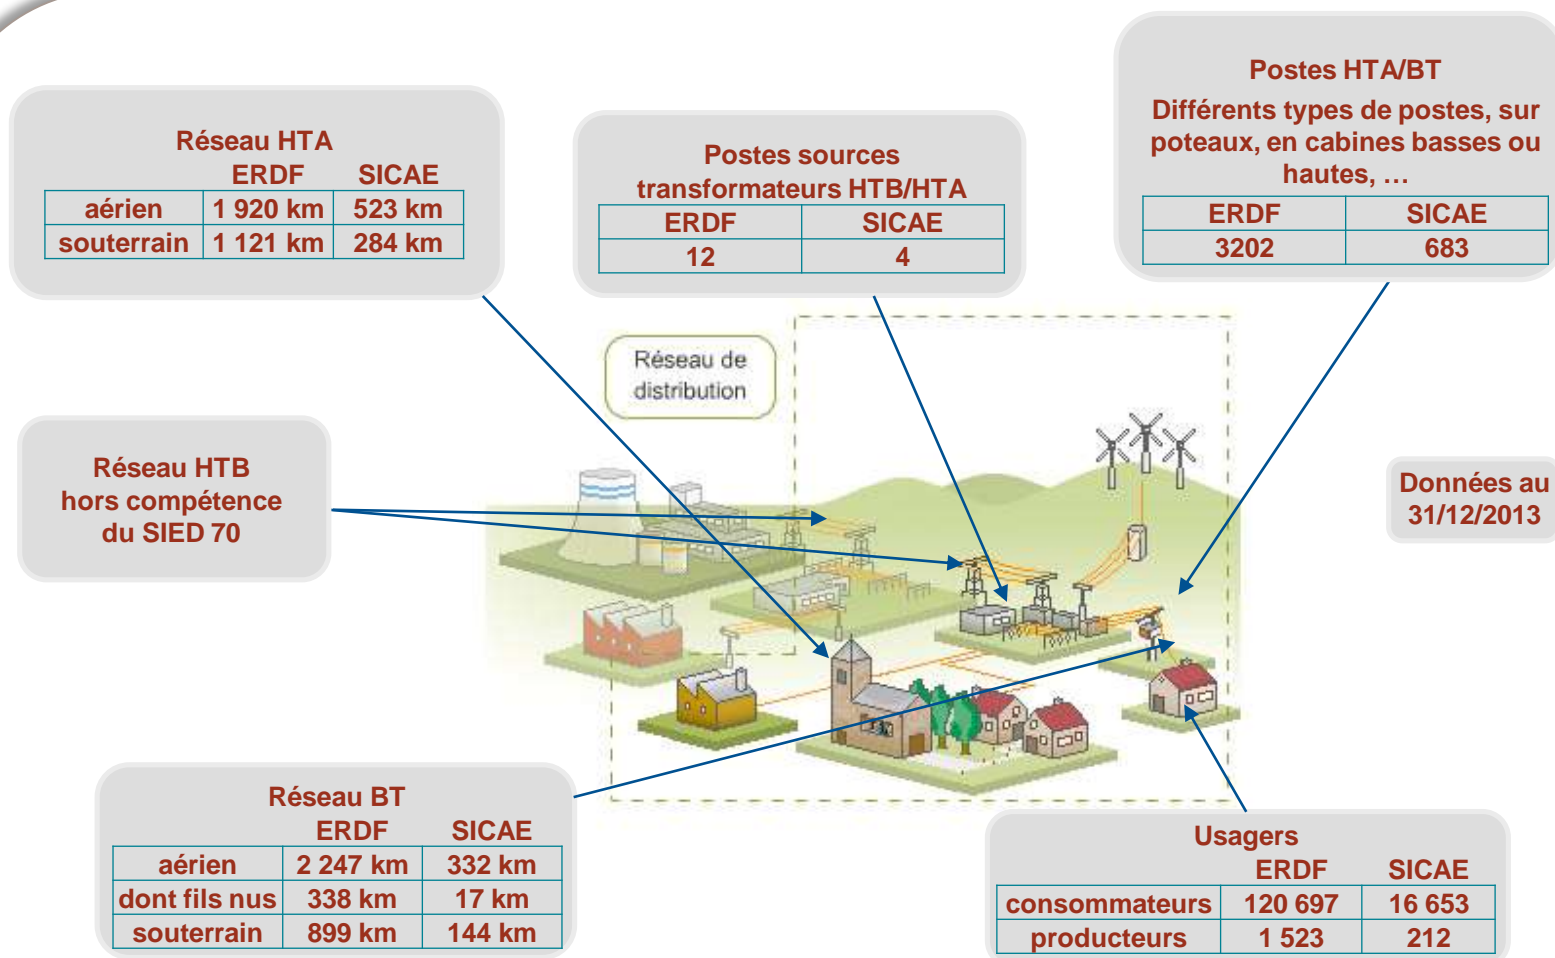 Réseau HTA
ERDF SICAE
aérien 1 920 km 523 km
souterrain 1 121 km 284 km
Postes sources
transformateurs HTB/HTA
ERDF SICAE
12 4
Postes HTA/BT
Différents types de postes, sur
poteaux, en cabines basses ou
hautes, …
ERDF SICAE
3202 683
Réseau de
distribution
Réseau HTB
hors compétence
du SIED 70
Données au
31/12/2013
Réseau BT
ERDF SICAE
aérien 2 247 km 332 km
dont fils nus 338 km 17 km
souterrain 899 km 144 km
Usagers
ERDF SICAE
consommateurs 120 697 16 653
producteurs 1 523 212